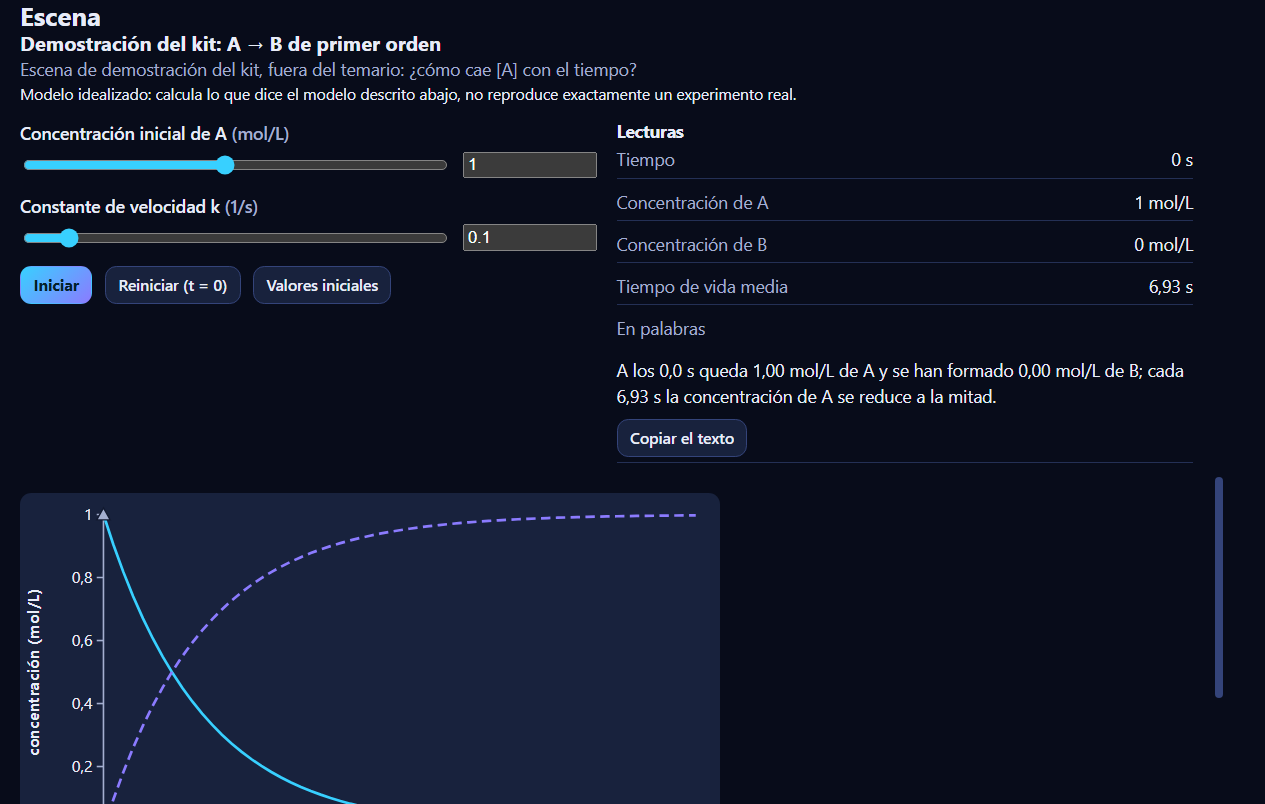 Escena
Demostración del kit: A → B de primer orden
Escena de demostración del kit, fuera del temario: ¿cómo cae [A] con el tiempo?
Modelo idealizado: calcula lo que dice el modelo descrito abajo, no reproduce exactamente un experimento real.
Concentración inicial de A (mol/L)
1
Constante de velocidad k (1/s)
0.1
Iniciar
Reiniciar (t = 0)
Valores iniciales
Lecturas
Tiempo 0 s
Concentración de A 1 mol/L
Concentración de B 0 mol/L
Tiempo de vida media 6,93 s
En palabras
A los 0,0 s queda 1,00 mol/L de A y se han formado 0,00 mol/L de B; cada
6,93 s la concentración de A se reduce a la mitad.
Copiar el texto
concentración (mol/L)
1
0,8
0,6
0,4
0,2